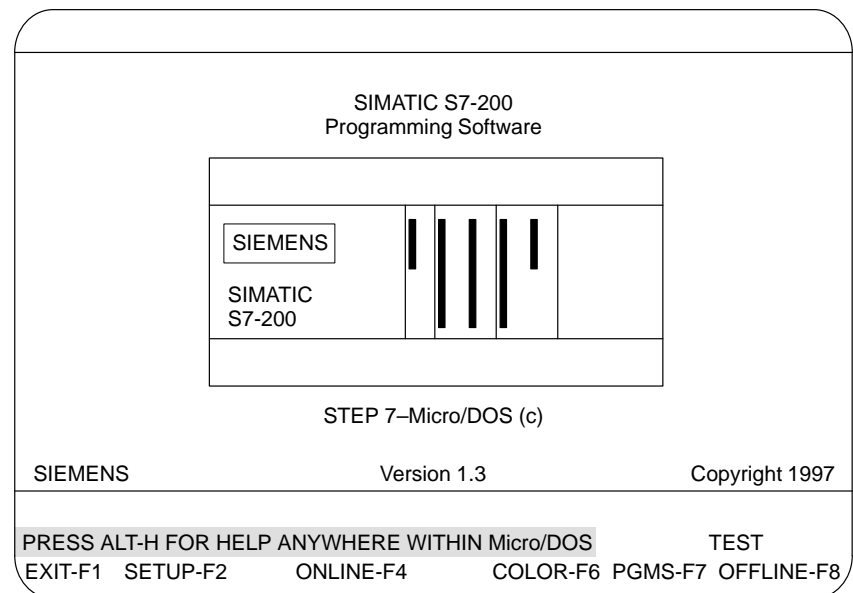 SIMATIC S7-200
Programming Software
SIEMENS
SIMATIC
S7-200
STEP 7–Micro/DOS (c)
SIEMENS Version 1.3 Copyright 1997
PRESS ALT-H FOR HELP ANYWHERE WITHIN Micro/DOS TEST
EXIT-F1 SETUP-F2 ONLINE-F4 COLOR-F6 PGMS-F7 OFFLINE-F8